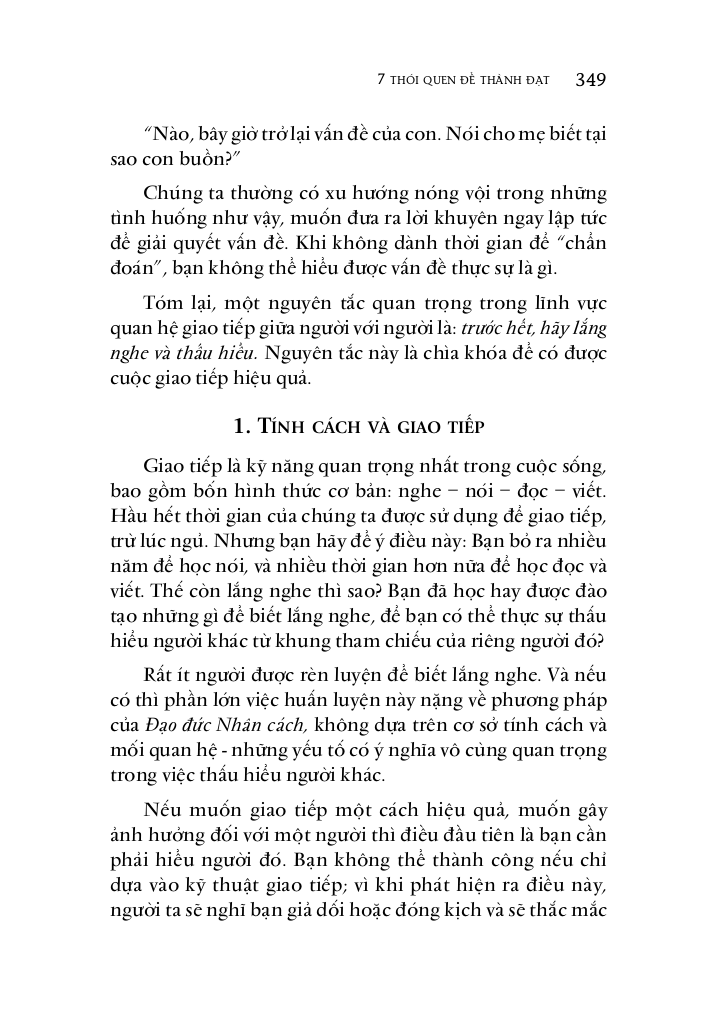 7 THÓI QUEN ĐỂ THÀNH ĐẠT 349
“Nào, bây giờ trở lại vấn đề của con. Nói cho mẹ biết tại
sao con buồn?”
Chúng ta thường có xu hướng nóng vội trong những
tình huống như vậy, muốn đưa ra lời khuyên ngay lập tức
để giải quyết vấn đề. Khi không dành thời gian để “chẩn
đoán”, bạn không thể hiểu được vấn đề thực sự là gì.
Tóm lại, một nguyên tắc quan trọng trong lĩnh vực
quan hệ giao tiếp giữa người với người là: trước hết, hãy lắng
nghe và thấu hiểu. Nguyên tắc này là chìa khóa để có được
cuộc giao tiếp hiệu quả.
1. TÍNH CÁCH VÀ GIAO TIẾP
Giao tiếp là kỹ năng quan trọng nhất trong cuộc sống,
bao gồm bốn hình thức cơ bản: nghe – nói – đọc – viết.
Hầu hết thời gian của chúng ta được sử dụng để giao tiếp,
trừ lúc ngủ. Nhưng bạn hãy để ý điều này: Bạn bỏ ra nhiều
năm để học nói, và nhiều thời gian hơn nữa để học đọc và
viết. Thế còn lắng nghe thì sao? Bạn đã học hay được đào
tạo những gì để biết lắng nghe, để bạn có thể thực sự thấu
hiểu người khác từ khung tham chiếu của riêng người đó?
Rất ít người được rèn luyện để biết lắng nghe. Và nếu
có thì phần lớn việc huấn luyện này nặng về phương pháp
của Đạo đức Nhân cách, không dựa trên cơ sở tính cách và
mối quan hệ - những yếu tố có ý nghĩa vô cùng quan trọng
trong việc thấu hiểu người khác.
Nếu muốn giao tiếp một cách hiệu quả, muốn gây
ảnh hưởng đối với một người thì điều đầu tiên là bạn cần
phải hiểu người đó. Bạn không thể thành công nếu chỉ
dựa vào kỹ thuật giao tiếp; vì khi phát hiện ra điều này,
người ta sẽ nghĩ bạn giả dối hoặc đóng kịch và sẽ thắc mắc